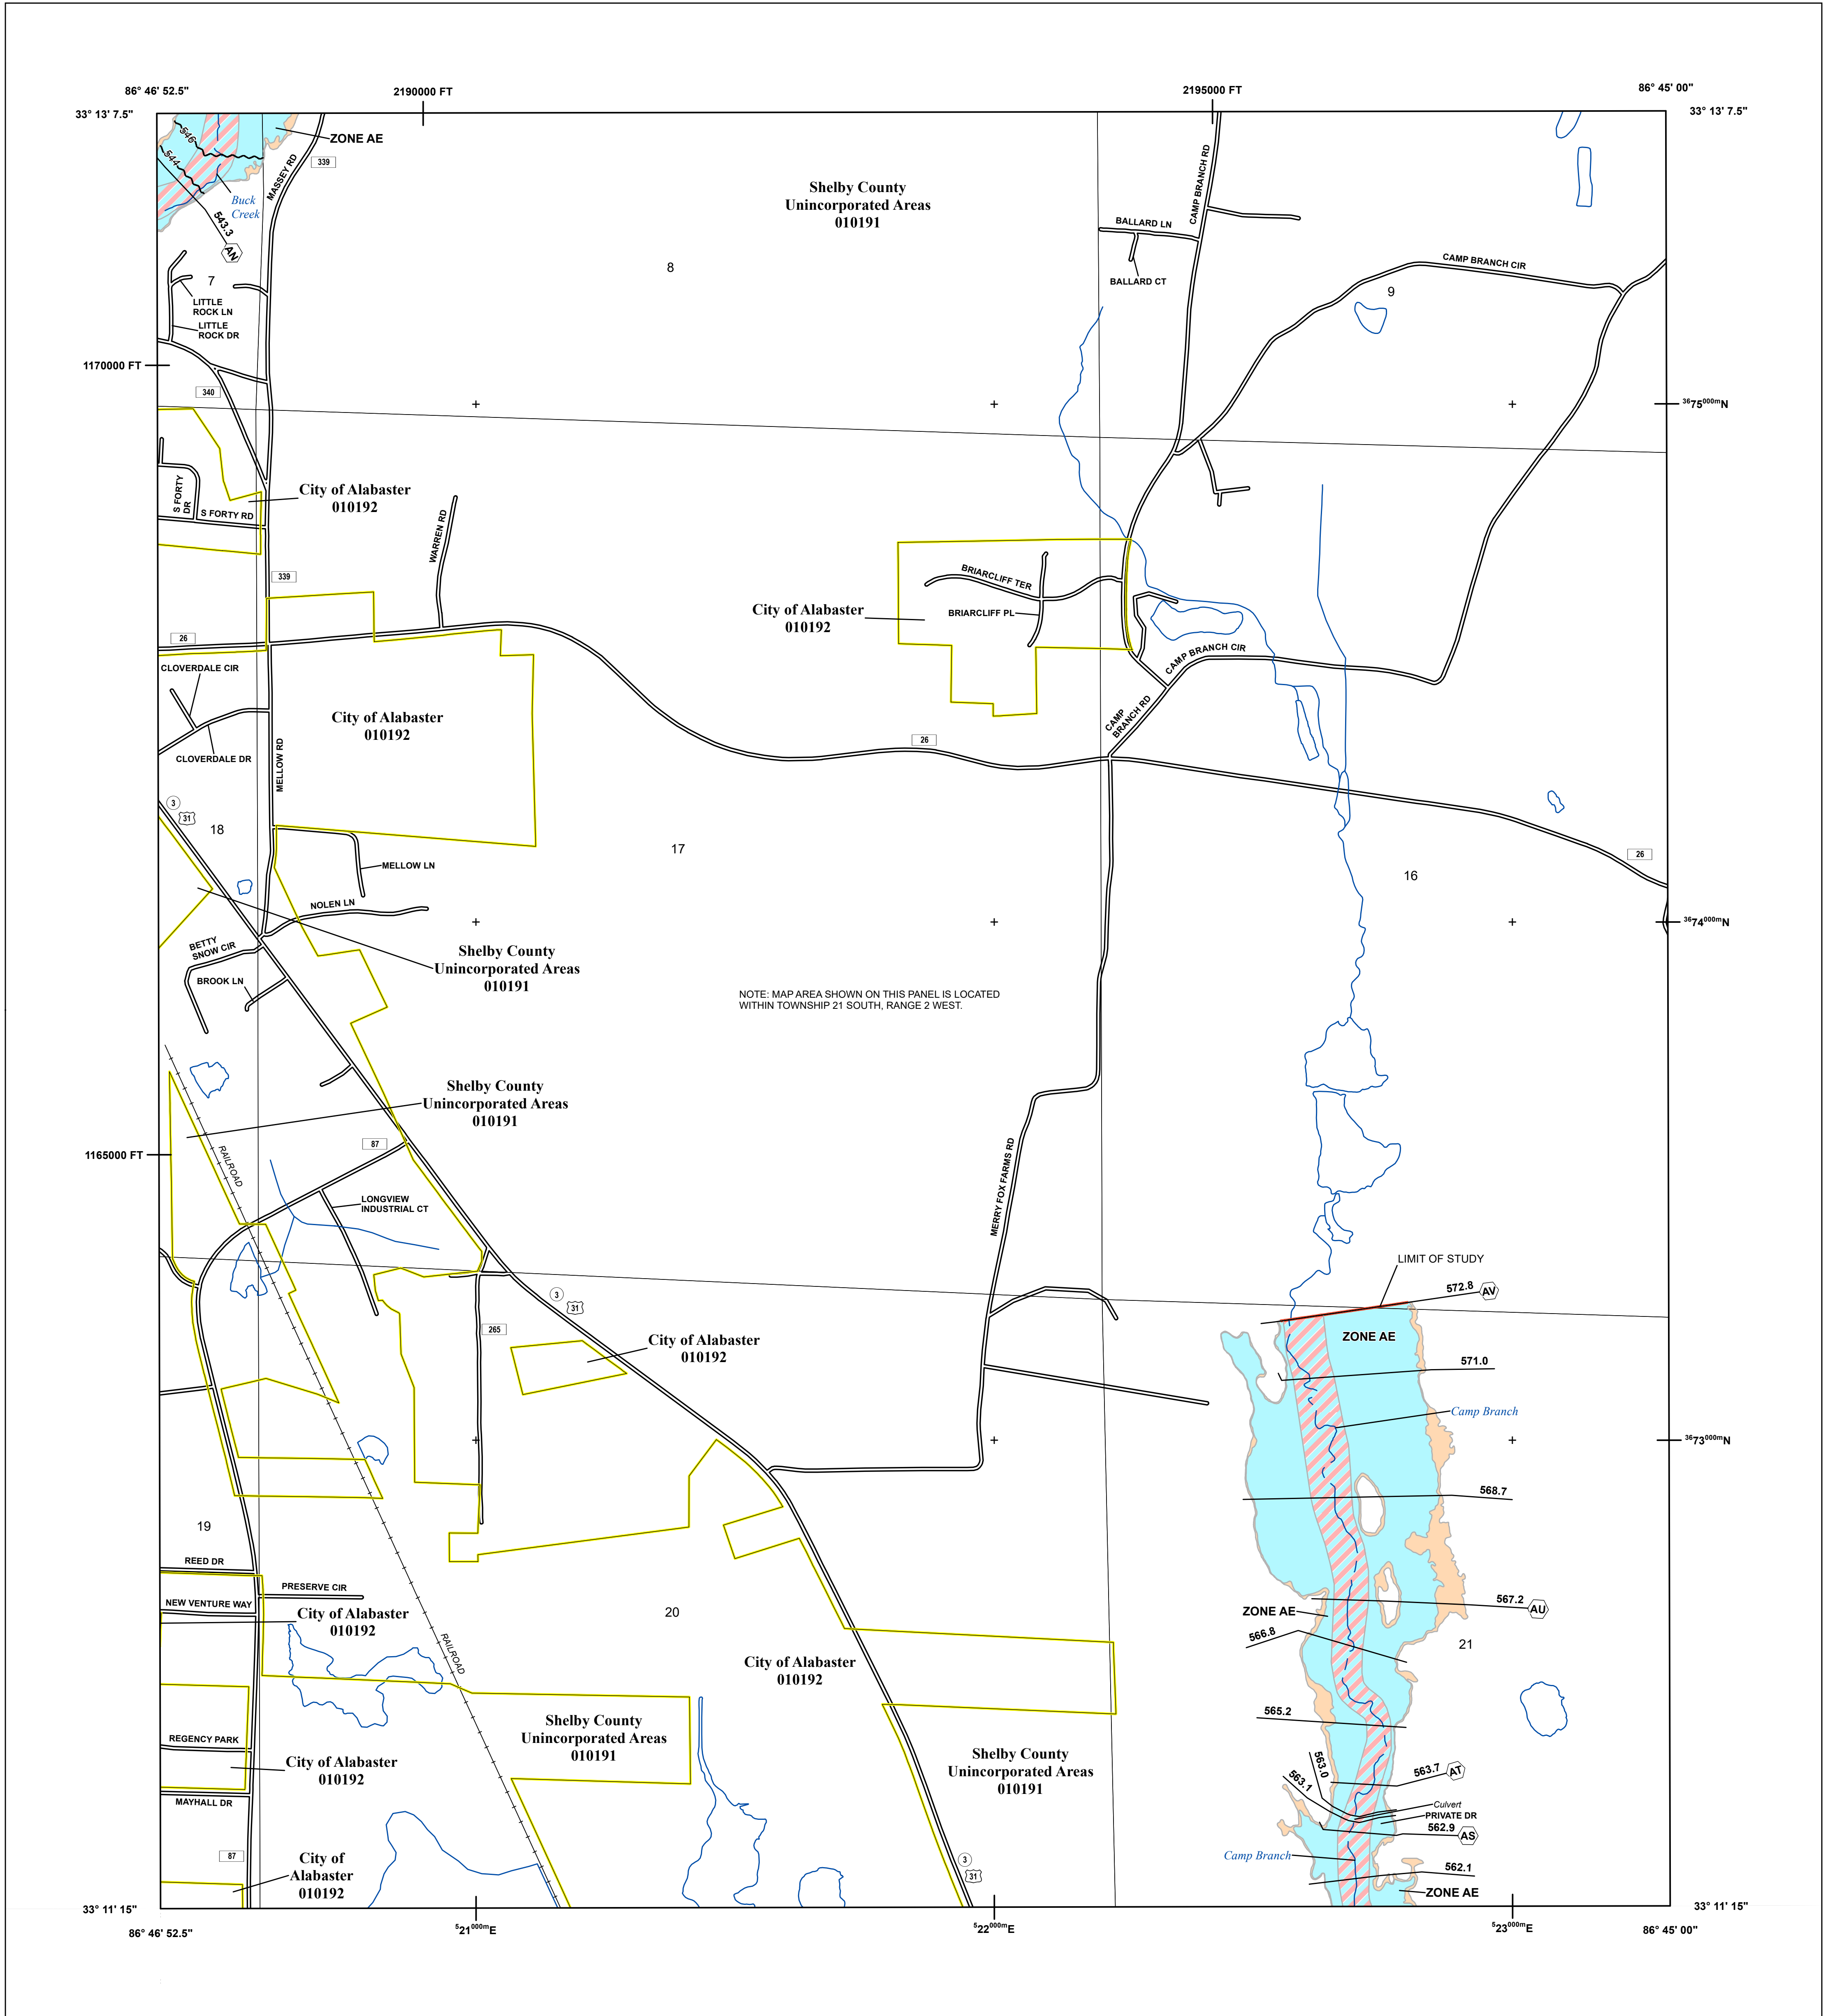 86° 46' 52.5"
2190000 FT
2195000 FT
86° 45' 00"
33° 13' 7.5"
33° 13' 7.5"
ZONE AE
546
544
339
MASSEY RD
Buck
Creek
543.3
AN
Shelby County
Unincorporated Areas
010191
CAMP BRANCH RD
BALLARD LN
BALLARD CT
CAMP BRANCH CIR
7
8
9
LITTLE
ROCK LN
LITTLE
ROCK DR
1170000 FT
340
3675000mN
S FORTY
DR
S FORTY RD
City of Alabaster
010192
WARREN RD
339
BRIARCLIFF TER
BRIARCLIFF PL
City of Alabaster
010192
26
CLOVERDALE CIR
CAMP BRANCH CIR
City of Alabaster
010192
CAMP
BRANCH RD
26
CLOVERDALE DR
MELLOW RD
3
31
18
17
16
26
MELLOW LN
NOLEN LN
3674000mN
BETTY
SNOW CIR
BROOK LN
Shelby County
Unincorporated Areas
010191
NOTE: MAP AREA SHOWN ON THIS PANEL IS LOCATED
WITHIN TOWNSHIP 21 SOUTH, RANGE 2 WEST.
Shelby County
Unincorporated Areas
010191
87
1165000 FT
RAILROAD
MERRY FOX FARMS RD
LONGVIEW
INDUSTRIAL CT
LIMIT OF STUDY
572.8
AV
3
31
265
City of Alabaster
010192
ZONE AE
571.0
Camp Branch
3673000mN
568.7
19
REED DR
PRESERVE CIR
NEW VENTURE WAY
City of Alabaster
010192
20
567.2
AU
ZONE AE
566.8
21
RAILROAD
City of Alabaster
010192
565.2
Shelby County
Unincorporated Areas
010191
REGENCY PARK
City of Alabaster
010192
Shelby County
Unincorporated Areas
010191
563.0
563.7
AT
563.1
MAYHALL DR
Culvert
PRIVATE DR
562.9
AS
87
City of
Alabaster
010192
Camp Branch
3
31
562.1
ZONE AE
33° 11' 15"
33° 11' 15"
86° 46' 52.5"
521000mE
522000mE
523000mE
86° 45' 00"